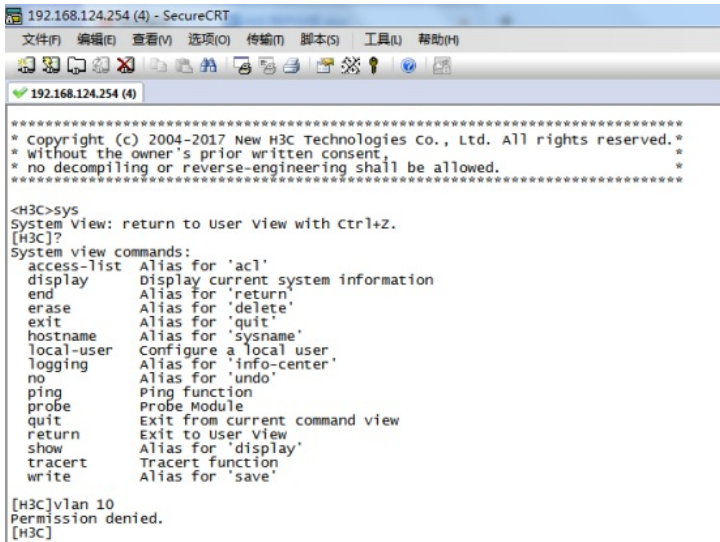 192.168.124.254 (4) - SecureCRT
文件(F) 编辑(E) 查看(V) 选项(O) 传输(T) 脚本(S) 工具(L) 帮助(H)
192.168.124.254 (4)
******************************************************************************
* Copyright (c) 2004-2017 New H3C Technologies Co., Ltd. All rights reserved.*
* Without the owner's prior written consent, *
* no decompiling or reverse-engineering shall be allowed. *
******************************************************************************
<H3C>sys
System View: return to User View with Ctrl+Z.
[H3C]?
System view commands:
access-list Alias for 'acl'
display Display current system information
end Alias for 'return'
erase Alias for 'delete'
exit Alias for 'quit'
hostname Alias for 'sysname'
local-user Configure a local user
logging Alias for 'info-center'
no Alias for 'undo'
ping Ping function
probe Probe Module
quit Exit from current command view
return Exit to User View
show Alias for 'display'
tracert Tracert function
write Alias for 'save'
[H3C]vlan 10
Permission denied.
[H3C]